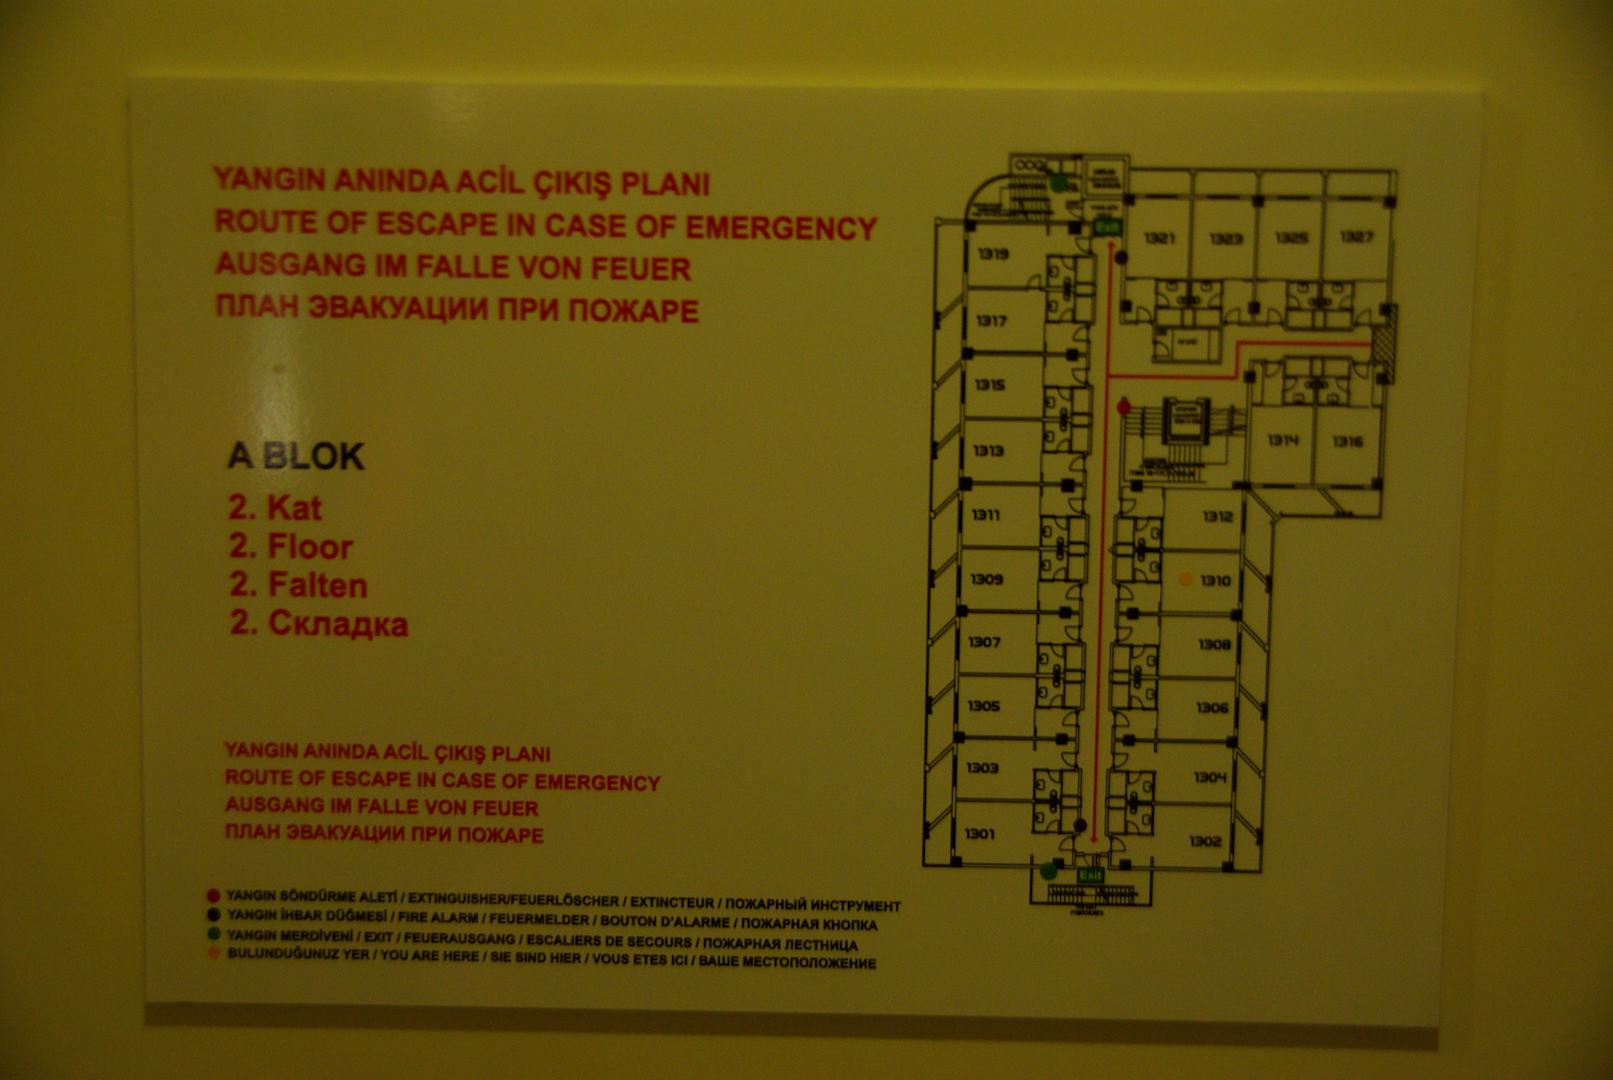 YANGIN ANINDA ACİL ÇIKIŞ PLANI
ROUTE OF ESCAPE IN CASE OF EMERGENCY
AUSGANG IM FALLE VON FEUER
ПЛАН ЭВАКУАЦИИ ПРИ ПОЖАРЕ
A BLOK
2. Kat
2. Floor
2. Falten
2. Складка
YANGIN ANINDA ACİL ÇIKIŞ PLANI
ROUTE OF ESCAPE IN CASE OF EMERGENCY
AUSGANG IM FALLE VON FEUER
ПЛАН ЭВАКУАЦИИ ПРИ ПОЖАРЕ
YANGIN SÖNDÜRME ALETİ / EXTINGUISHER/FEUERLÖSCHER / EXTINCTEUR / ПОЖАРНЫЙ ИНСТРУМЕНТ
YANGIN İHBAR DÜĞMESİ / FIRE ALARM / FEUERMELDER / BOUTON D'ALARME / ПОЖАРНАЯ КНОПКА
YANGIN MERDİVENİ / EXIT / FEUERAUSGANG / ESCALIERS DE SECOURS / ПОЖАРНАЯ ЛЕСТНИЦА
BULUNDUĞUNUZ YER / YOU ARE HERE / SIE SIND HIER / VOUS ETES ICI / ВАШЕ МЕСТОПОЛОЖЕНИЕ
Exit
1321 1323 1325 1327
1319
1317
1315
1314 1316
1313
1311 1312
1309 1310
1307 1308
1305 1306
1303 1304
1301 1302
Exit